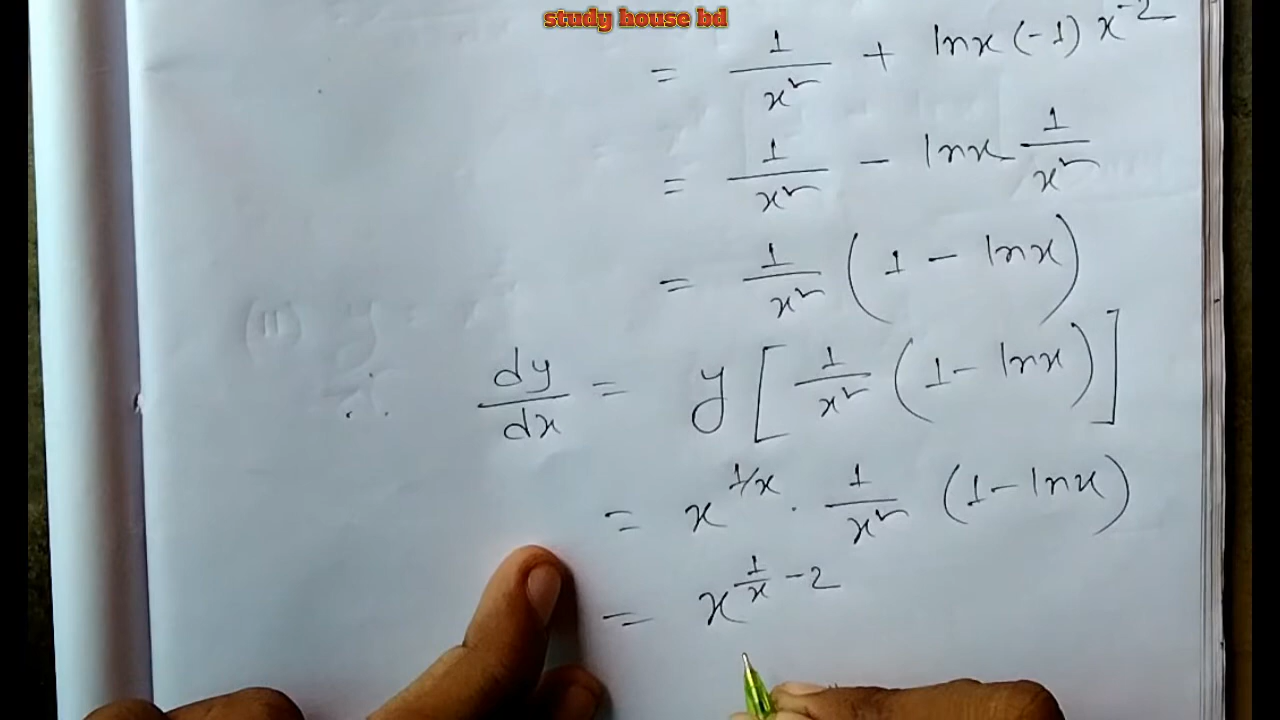 study house bd
= 1/x² + lnx (-1) x^-2
= 1/x² - lnx 1/x²
= 1/x² (1 - lnx)
∴ dy/dx = y [ 1/x² (1 - lnx) ]
= x^1/x . 1/x² (1 - lnx)
= x^(1/x - 2)